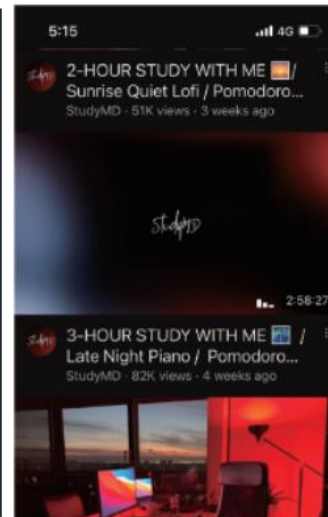 5:15
4G
2-HOUR STUDY WITH ME 🌅/
Sunrise Quiet Lofi / Pomodoro...
StudyMD · 51K views · 3 weeks ago
StudyMD
2:58:27
3-HOUR STUDY WITH ME 🌃 /
Late Night Piano / Pomodoro...
StudyMD · 82K views · 4 weeks ago